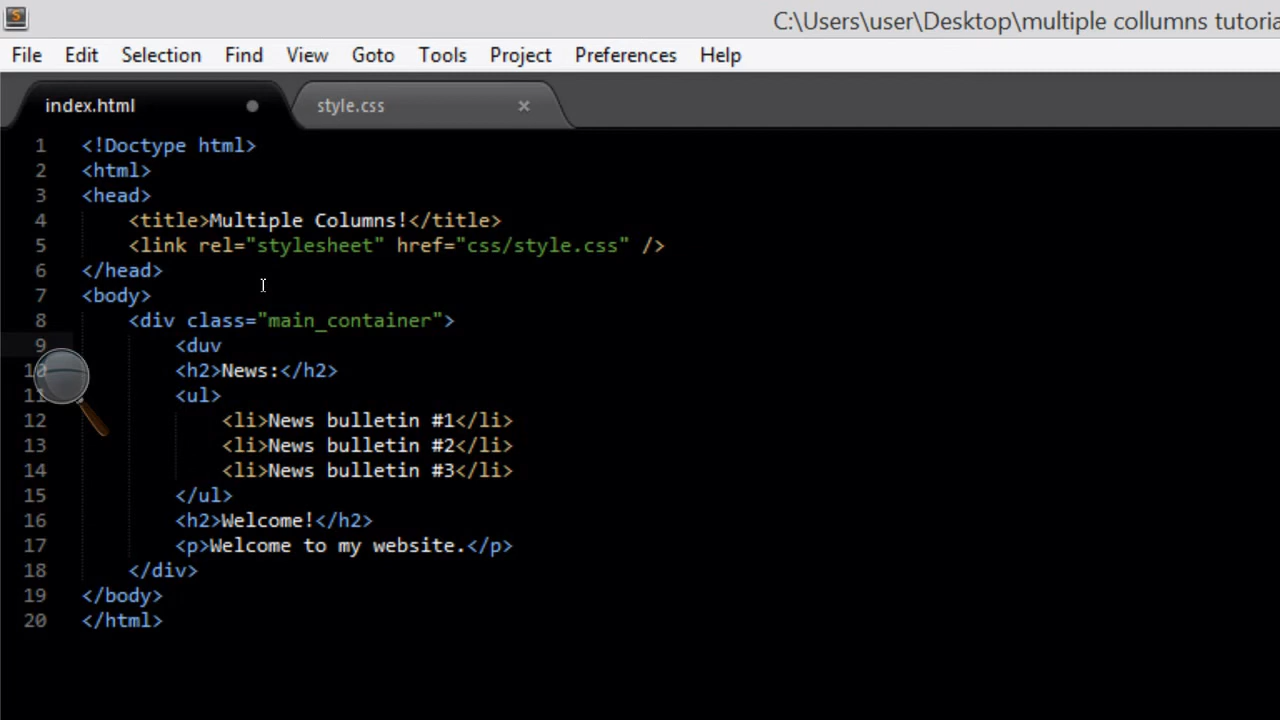 C:\Users\user\Desktop\multiple collumns tutoria
File Edit Selection Find View Goto Tools Project Preferences Help
index.html style.css
1 <!Doctype html>
2 <html>
3 <head>
4 <title>Multiple Columns!</title>
5 <link rel="stylesheet" href="css/style.css" />
6 </head>
7 <body>
8 <div class="main_container">
9 <duv
10 <h2>News:</h2>
11 <ul>
12 <li>News bulletin #1</li>
13 <li>News bulletin #2</li>
14 <li>News bulletin #3</li>
15 </ul>
16 <h2>Welcome!</h2>
17 <p>Welcome to my website.</p>
18 </div>
19 </body>
20 </html>